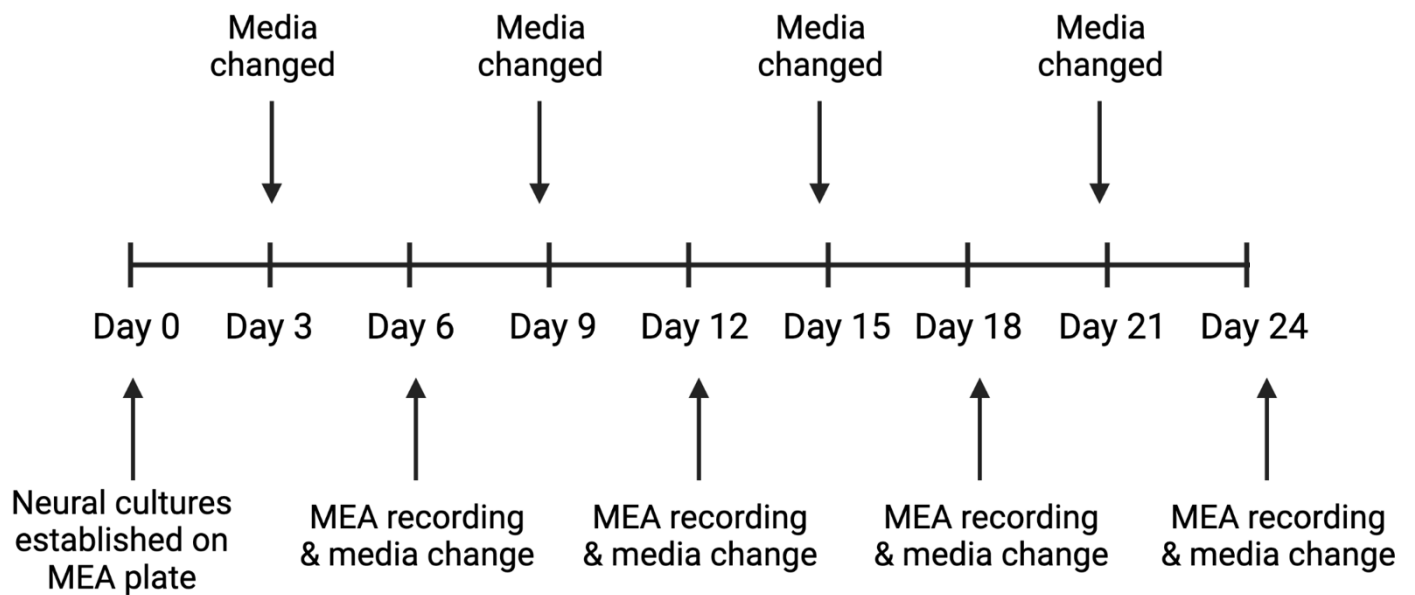 Media
changed
Media
changed
Media
changed
Media
changed
Day 0
Day 3
Day 6
Day 9
Day 12
Day 15
Day 18
Day 21
Day 24
Neural cultures
established on
MEA plate
MEA recording
& media change
MEA recording
& media change
MEA recording
& media change
MEA recording
& media change